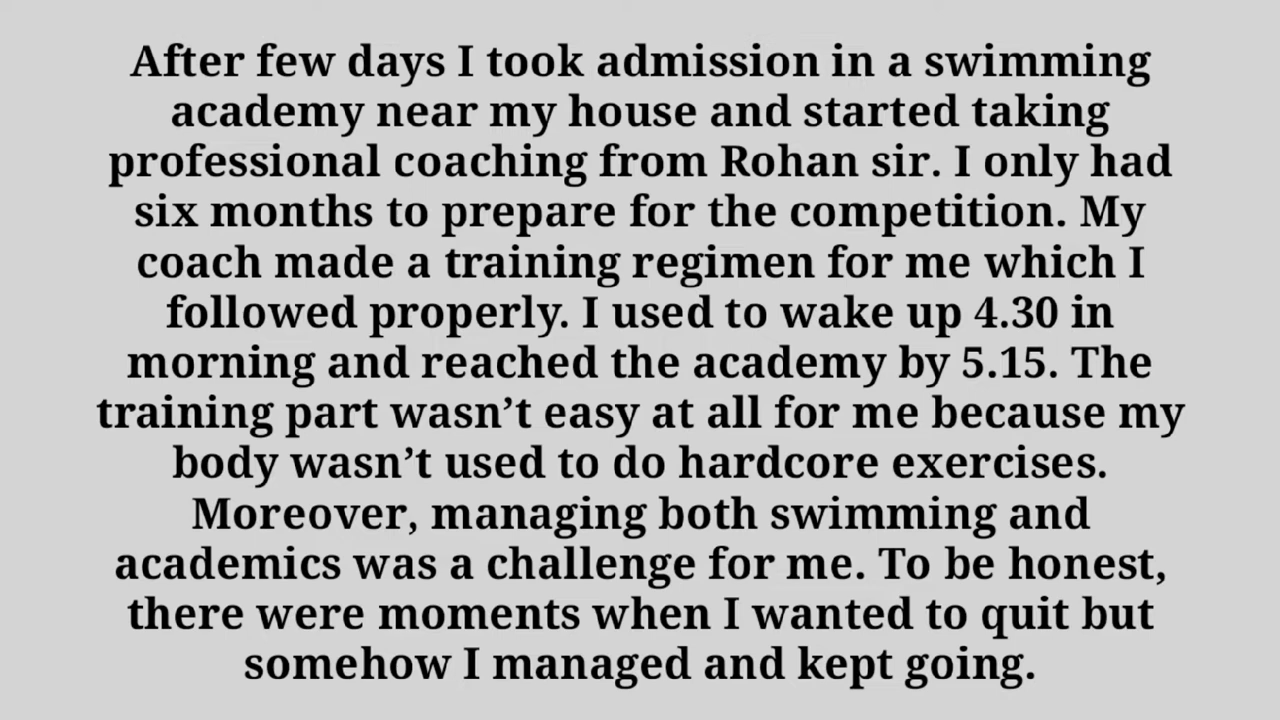 After few days I took admission in a swimming
academy near my house and started taking
professional coaching from Rohan sir. I only had
six months to prepare for the competition. My
coach made a training regimen for me which I
followed properly. I used to wake up 4.30 in
morning and reached the academy by 5.15. The
training part wasn’t easy at all for me because my
body wasn’t used to do hardcore exercises.
Moreover, managing both swimming and
academics was a challenge for me. To be honest,
there were moments when I wanted to quit but
somehow I managed and kept going.